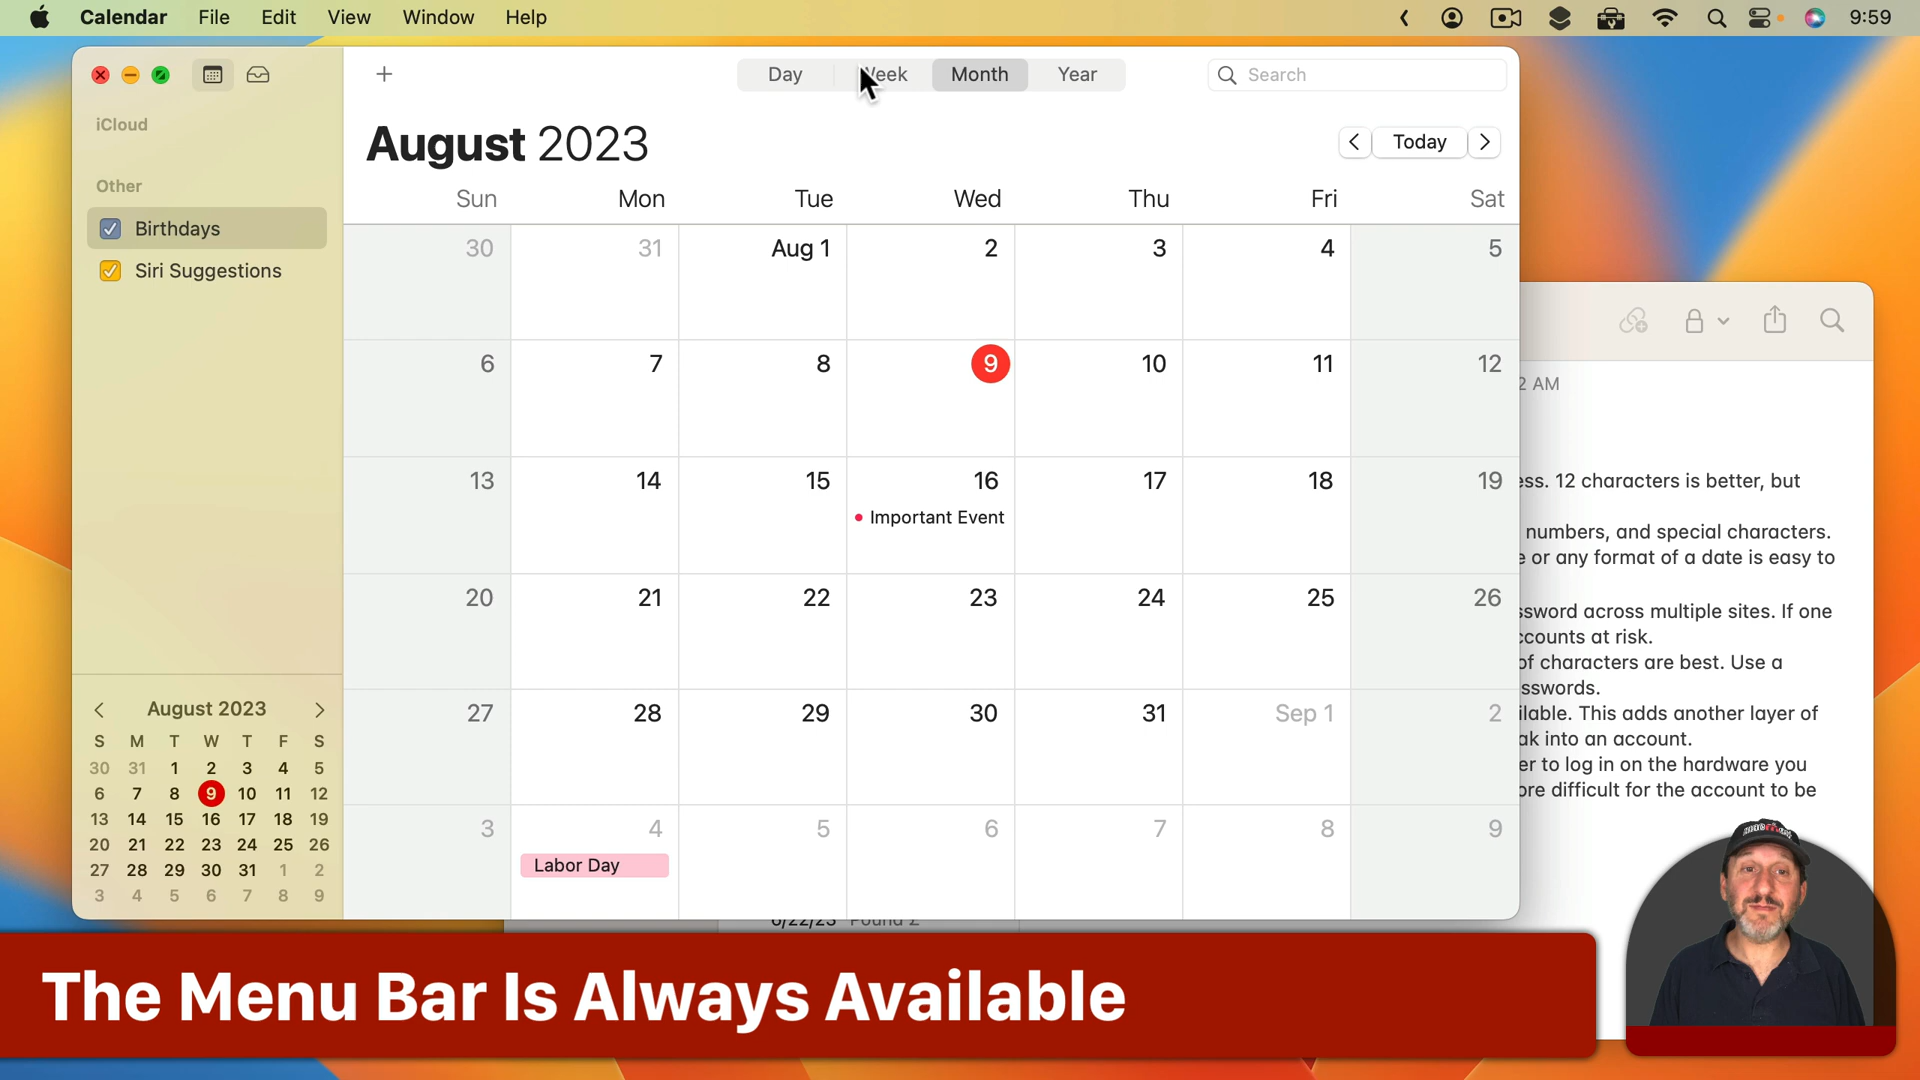 Calendar File Edit View Window Help 9:59
Day Week Month Year
Search
iCloud
Other
Birthdays
Siri Suggestions
August 2023
Today
Sun Mon Tue Wed Thu Fri Sat
30 31 Aug 1 2 3 4 5
6 7 8 9 10 11 12
13 14 15 16 17 18 19
Important Event
20 21 22 23 24 25 26
27 28 29 30 31 Sep 1 2
3 4 5 6 7 8 9
Labor Day
August 2023
S M T W T F S
30 31 1 2 3 4 5
6 7 8 9 10 11 12
13 14 15 16 17 18 19
20 21 22 23 24 25 26
27 28 29 30 31 1 2
3 4 5 6 7 8 9
2 AM
ess. 12 characters is better, but
numbers, and special characters.
e or any format of a date is easy to
ssword across multiple sites. If one
ccounts at risk.
of characters are best. Use a
sswords.
ilable. This adds another layer of
ak into an account.
er to log in on the hardware you
ore difficult for the account to be
6/22/23
The Menu Bar Is Always Available